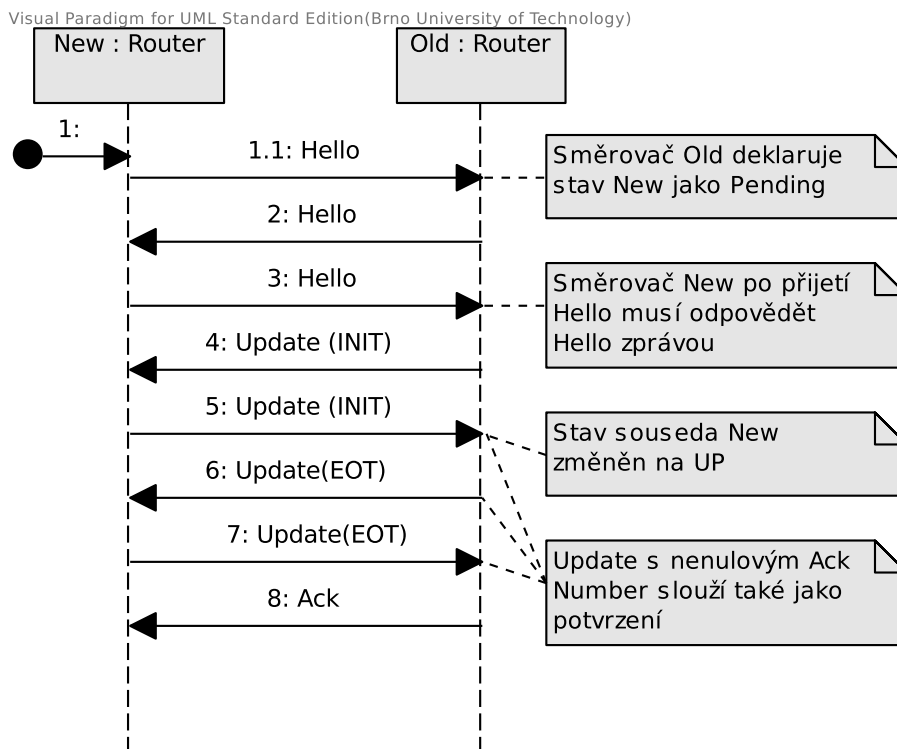 Visual Paradigm for UML Standard Edition(Brno University of Technology)
New : Router
Old : Router
1:
1.1: Hello
Směrovač Old deklaruje
stav New jako Pending
2: Hello
3: Hello
Směrovač New po přijetí
Hello musí odpovědět
Hello zprávou
4: Update (INIT)
5: Update (INIT)
Stav souseda New
změněn na UP
6: Update(EOT)
7: Update(EOT)
Update s nenulovým Ack
Number slouží také jako
potvrzení
8: Ack